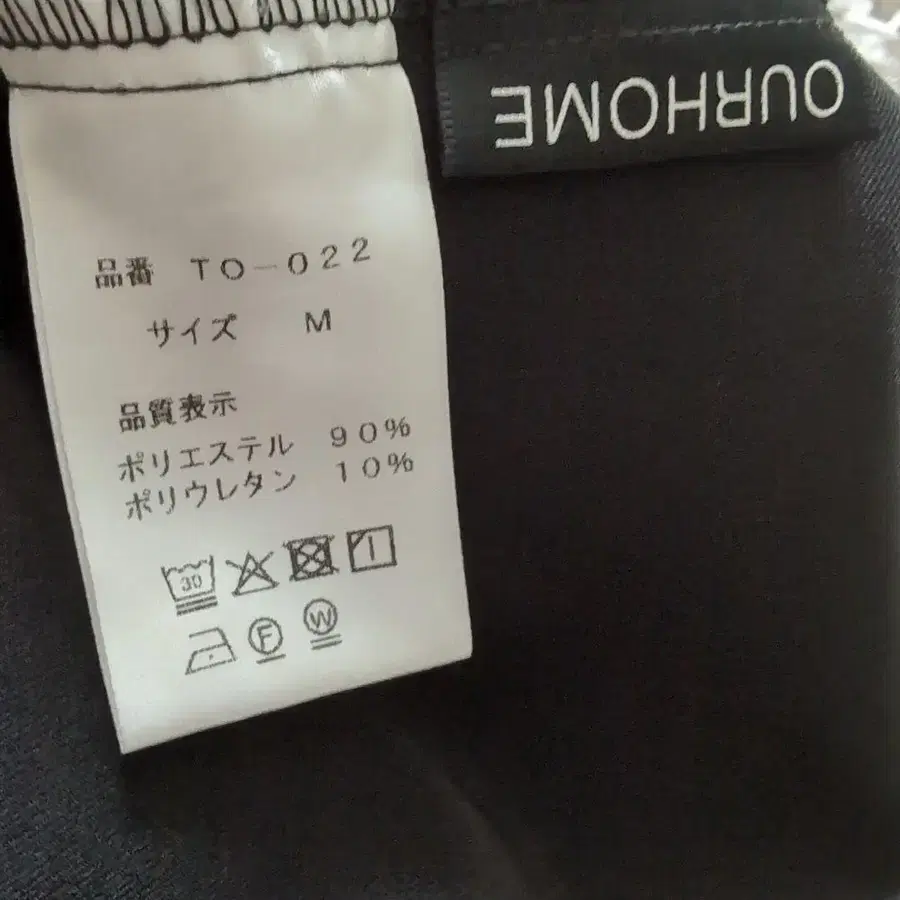 OURHOME
品番 TO-022
サイズ M
品質表示
ポリエステル 90%
ポリウレタン 10%
30
F W